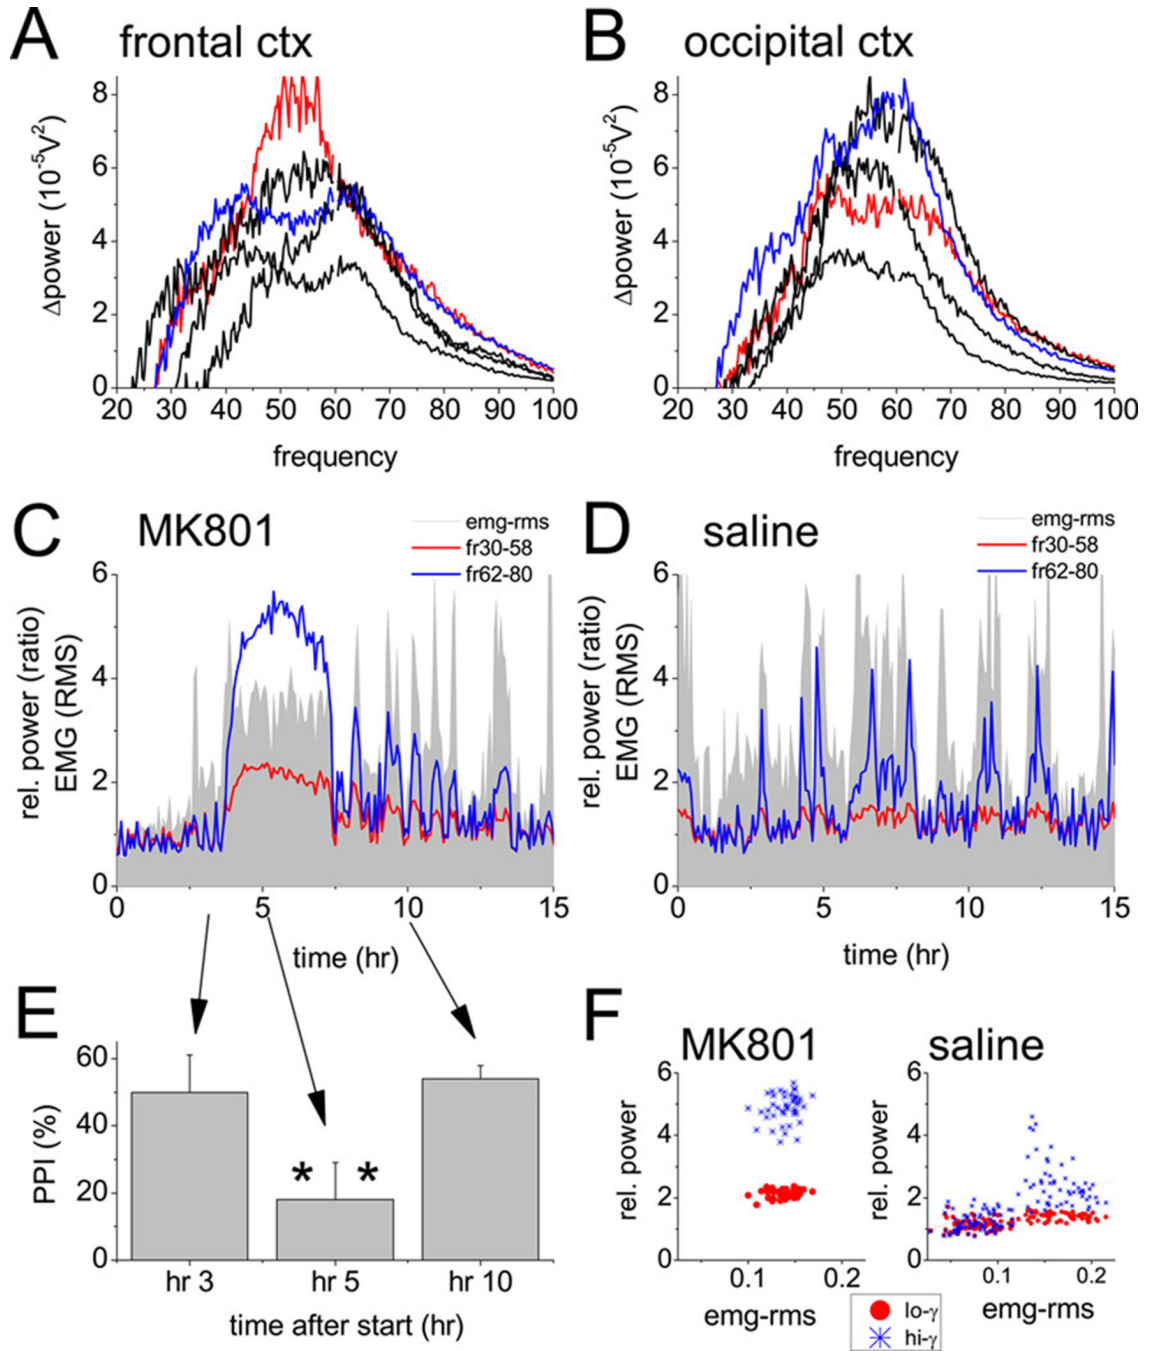 A frontal ctx
B occipital ctx
Δpower (10⁻⁵V²)
8
6
4
2
0
20 30 40 50 60 70 80 90 100
frequency
Δpower (10⁻⁵V²)
8
6
4
2
0
20 30 40 50 60 70 80 90 100
frequency
C MK801
emg-rms
fr30-58
fr62-80
rel. power (ratio)
EMG (RMS)
6
4
2
0
0 5 10 15
time (hr)
D saline
emg-rms
fr30-58
fr62-80
rel. power (ratio)
EMG (RMS)
6
4
2
0
0 5 10 15
time (hr)
E
PPI (%)
60
40
20
0
* *
hr 3 hr 5 hr 10
time after start (hr)
F MK801
rel. power
6
4
2
0
0.1 0.2
emg-rms
saline
rel. power
6
4
2
0
0.1 0.2
emg-rms
lo-γ
hi-γ